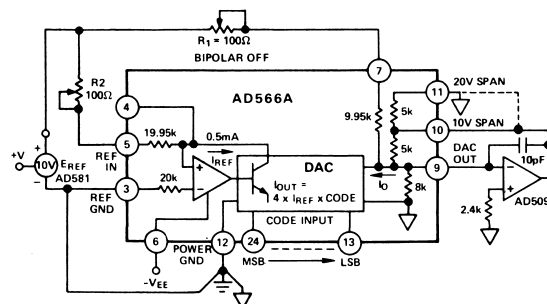 R1 = 100Ω
BIPOLAR OFF
R2
100Ω
7
11
20V SPAN
4
AD566A
5k
9.95k
10
10V SPAN
5
19.95k
0.5mA
5k
10pF
+V
10V
+
−
EREF
AD581
REF
IN
IREF
DAC
9
DAC
OUT
IO
3
REF
GND
20k
+
−
IOUT =
4 x IREF x CODE
8k
−
+
AD509
CODE INPUT
2.4k
6
POWER
GND
12
24
13
MSB
LSB
−VEE